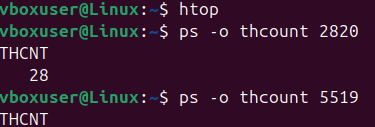 vboxuser@Linux:~$ htop
vboxuser@Linux:~$ ps -o thcount 2820
THCNT
28
vboxuser@Linux:~$ ps -o thcount 5519
THCNT